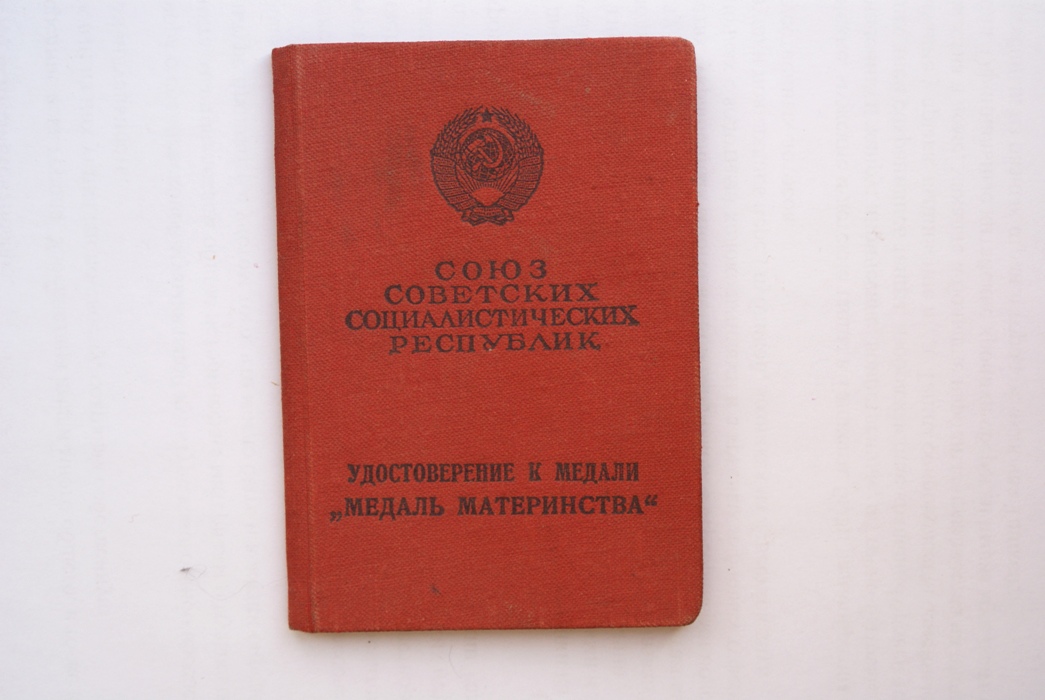 СОЮЗ
СОВЕТСКИХ
СОЦИАЛИСТИЧЕСКИХ
РЕСПУБЛИК
УДОСТОВЕРЕНИЕ К МЕДАЛИ
„МЕДАЛЬ МАТЕРИНСТВА“